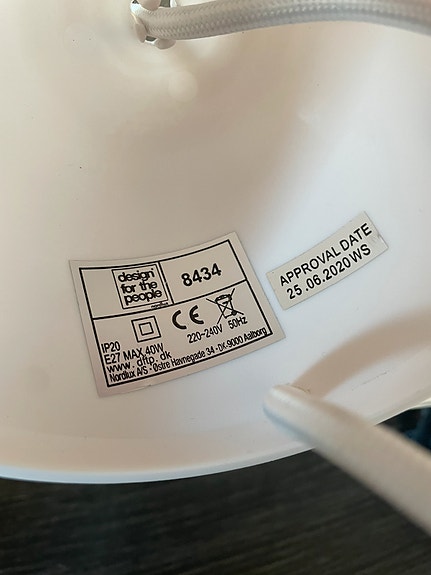 design
for the
people
nordlux
8434
IP20
E27 MAX.40W
220-240V 50Hz
www.dftp.dk
Nordlux A/S - Østre Havnegade 34 - DK-9000 Aalborg
APPROVAL DATE
25.06.2020 WS